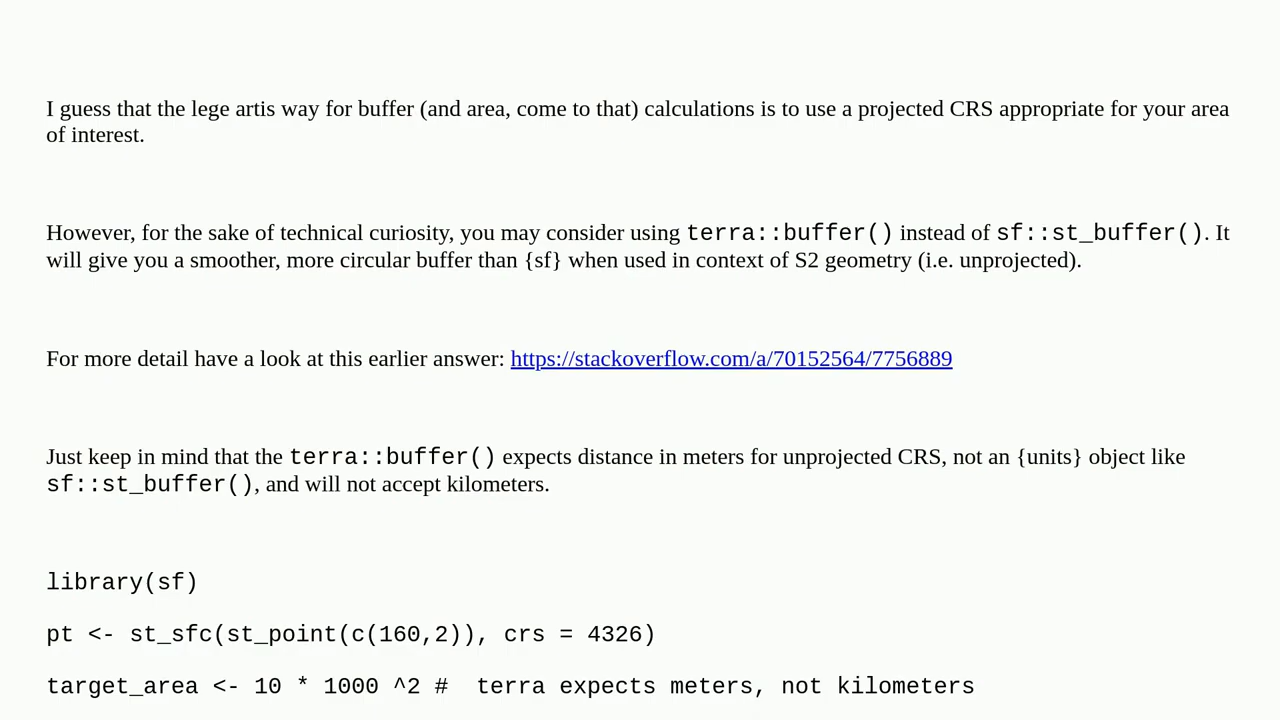 I guess that the lege artis way for buffer (and area, come to that) calculations is to use a projected CRS appropriate for your area
of interest.
However, for the sake of technical curiosity, you may consider using terra::buffer() instead of sf::st_buffer(). It
will give you a smoother, more circular buffer than {sf} when used in context of S2 geometry (i.e. unprojected).
For more detail have a look at this earlier answer: https://stackoverflow.com/a/70152564/7756889
Just keep in mind that the terra::buffer() expects distance in meters for unprojected CRS, not an {units} object like
sf::st_buffer(), and will not accept kilometers.
library(sf)
pt <- st_sfc(st_point(c(160,2)), crs = 4326)
target_area <- 10 * 1000 ^2 #  terra expects meters, not kilometers